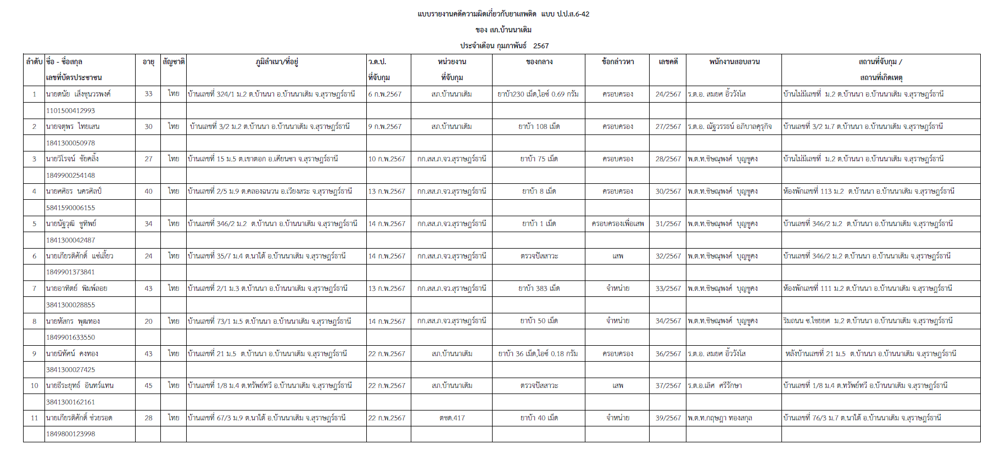 แบบรายงานคดีความผิดเกี่ยวกับยาเสพติด แบบ ป.ป.ส.6-42
ของ สภ.บ้านนาเดิม
ประจำเดือน กุมภาพันธ์ 2567
ลำดับ ชื่อ - ชื่อสกุล อายุ สัญชาติ ภูมิลำเนา/ที่อยู่ ว.ด.ป. หน่วยงาน ของกลาง ข้อกล่าวหา เลขคดี พนักงานสอบสวน สถานที่จับกุม /
เลขที่บัตรประชาชน ที่จับกุม ที่จับกุม สถานที่เกิดเหตุ
1 นายดนัย เส็งชุนวรพงศ์ 33 ไทย บ้านเลขที่ 324/1 ม.2 ต.บ้านนา อ.บ้านนาเดิม จ.สุราษฎร์ธานี 6 ก.พ.2567 สภ.บ้านนาเดิม ยาบ้า230 เม็ด,ไอซ์ 0.69 กรัม ครอบครอง 24/2567 ร.ต.อ. สมยศ อิ้ววังโส บ้านไม่มีเลขที่ ม.2 ต.บ้านนา อ.บ้านนาเดิม จ.สุราษฎร์ธานี
1101500412993
2 นายจตุพร ไทยเสน 30 ไทย บ้านเลขที่ 3/2 ม.2 ต.บ้านนา อ.บ้านนาเดิม จ.สุราษฎร์ธานี 9 ก.พ.2567 สภ.บ้านนาเดิม ยาบ้า 108 เม็ด ครอบครอง 27/2567 ร.ต.อ. ณัฐวรรธน์ อภิบาลคุรุกิจ บ้านเลขที่ 3/2 ม.7 ต.บ้านนา อ.บ้านนาเดิม จ.สุราษฎร์ธานี
1841300050978
3 นายวิโรจน์ ชัยคลิ้ง 27 ไทย บ้านเลขที่ 15 ม.5 ต.เขาตอก อ.เคียนซา จ.สุราษฎร์ธานี 10 ก.พ.2567 กก.สส.ภ.จว.สุราษฎร์ธานี ยาบ้า 75 เม็ด ครอบครอง 28/2567 พ.ต.ท.ชิษณุพงศ์ บุญชูคง บ้านไม่มีเลขที่ ม.2 ต.บ้านนา อ.บ้านนาเดิม จ.สุราษฎร์ธานี
1849900254148
4 นายศศิธร นครศิลป์ 40 ไทย บ้านเลขที่ 2/5 ม.9 ต.คลองฉนวน อ.เวียงสระ จ.สุราษฎร์ธานี 13 ก.พ.2567 กก.สส.ภ.จว.สุราษฎร์ธานี ยาบ้า 8 เม็ด ครอบครอง 30/2567 พ.ต.ท.ชิษณุพงศ์ บุญชูคง ห้องพักเลขที่ 113 ม.2 ต.บ้านนา อ.บ้านนาเดิม จ.สุราษฎร์ธานี
5841590006155
5 นายนัฐวุฒิ ชูทิพย์ 34 ไทย บ้านเลขที่ 346/2 ม.2 ต.บ้านนา อ.บ้านนาเดิม จ.สุราษฎร์ธานี 14 ก.พ.2567 กก.สส.ภ.จว.สุราษฎร์ธานี ยาบ้า 1 เม็ด ครอบครองเพื่อเสพ 31/2567 พ.ต.ท.ชิษณุพงศ์ บุญชูคง บ้านเลขที่ 346/2 ม.2 ต.บ้านนา อ.บ้านนาเดิม จ.สุราษฎร์ธานี
1841300042487
6 นายเกียรติศักดิ์ แซ่เลี้ยว 24 ไทย บ้านเลขที่ 35/7 ม.4 ต.นาใต้ อ.บ้านนาเดิม จ.สุราษฎร์ธานี 14 ก.พ.2567 กก.สส.ภ.จว.สุราษฎร์ธานี ตรวจปัสสาวะ เสพ 32/2567 พ.ต.ท.ชิษณุพงศ์ บุญชูคง บ้านเลขที่ 346/2 ม.2 ต.บ้านนา อ.บ้านนาเดิม จ.สุราษฎร์ธานี
1849901373841
7 นายอาทิตย์ พิมพ์ลอย 43 ไทย บ้านเลขที่ 2/1 ม.3 ต.บ้านนา อ.บ้านนาเดิม จ.สุราษฎร์ธานี 13 ก.พ.2567 กก.สส.ภ.จว.สุราษฎร์ธานี ยาบ้า 383 เม็ด จำหน่าย 33/2567 พ.ต.ท.ชิษณุพงศ์ บุญชูคง ห้องพักเลขที่ 111 ม.2 ต.บ้านนา อ.บ้านนาเดิม จ.สุราษฎร์ธานี
3841300028855
8 นายหัสกร พุฒทอง 20 ไทย บ้านเลขที่ 73/1 ม.5 ต.บ้านนา อ.บ้านนาเดิม จ.สุราษฎร์ธานี 14 ก.พ.2567 กก.สส.ภ.จว.สุราษฎร์ธานี ยาบ้า 50 เม็ด จำหน่าย 34/2567 พ.ต.ท.ชิษณุพงศ์ บุญชูคง ริมถนน ซ.ไชยยศ ม.2 ต.บ้านนา อ.บ้านนาเดิม จ.สุราษฎร์ธานี
1849901633550
9 นายนิทัศน์ คงทอง 43 ไทย บ้านเลขที่ 21 ม.5 ต.บ้านนา อ.บ้านนาเดิม จ.สุราษฎร์ธานี 22 ก.พ.2567 สภ.บ้านนาเดิม ยาบ้า 36 เม็ด,ไอซ์ 0.18 กรัม ครอบครอง 36/2567 ร.ต.อ. สมยศ อิ้ววังโส หลังบ้านเลขที่ 21 ม.5 ต.บ้านนา อ.บ้านนาเดิม จ.สุราษฎร์ธานี
3841300027425
10 นายธีระยุทธ์ อินทร์แทน 45 ไทย บ้านเลขที่ 1/8 ม.4 ต.ทรัพย์ทวี อ.บ้านนาเดิม จ.สุราษฎร์ธานี 22 ก.พ.2567 สภ.บ้านนาเดิม ตรวจปัสสาวะ เสพ 37/2567 ร.ต.อ.เลิศ ศรีรักษา บ้านเลขที่ 1/8 ม.4 ต.ทรัพย์ทวี อ.บ้านนาเดิม จ.สุราษฎร์ธานี
3841300162161
11 นายเกียรติศักดิ์ ช่วยรอด 28 ไทย บ้านเลขที่ 67/3 ม.9 ต.นาใต้ อ.บ้านนาเดิม จ.สุราษฎร์ธานี 22 ก.พ.2567 ตชด.417 ยาบ้า 40 เม็ด จำหน่าย 39/2567 พ.ต.ท.กฤษฎา ทองสกุล บ้านเลขที่ 76/3 ม.7 ต.นาใต้ อ.บ้านนาเดิม จ.สุราษฎร์ธานี
1849800123998